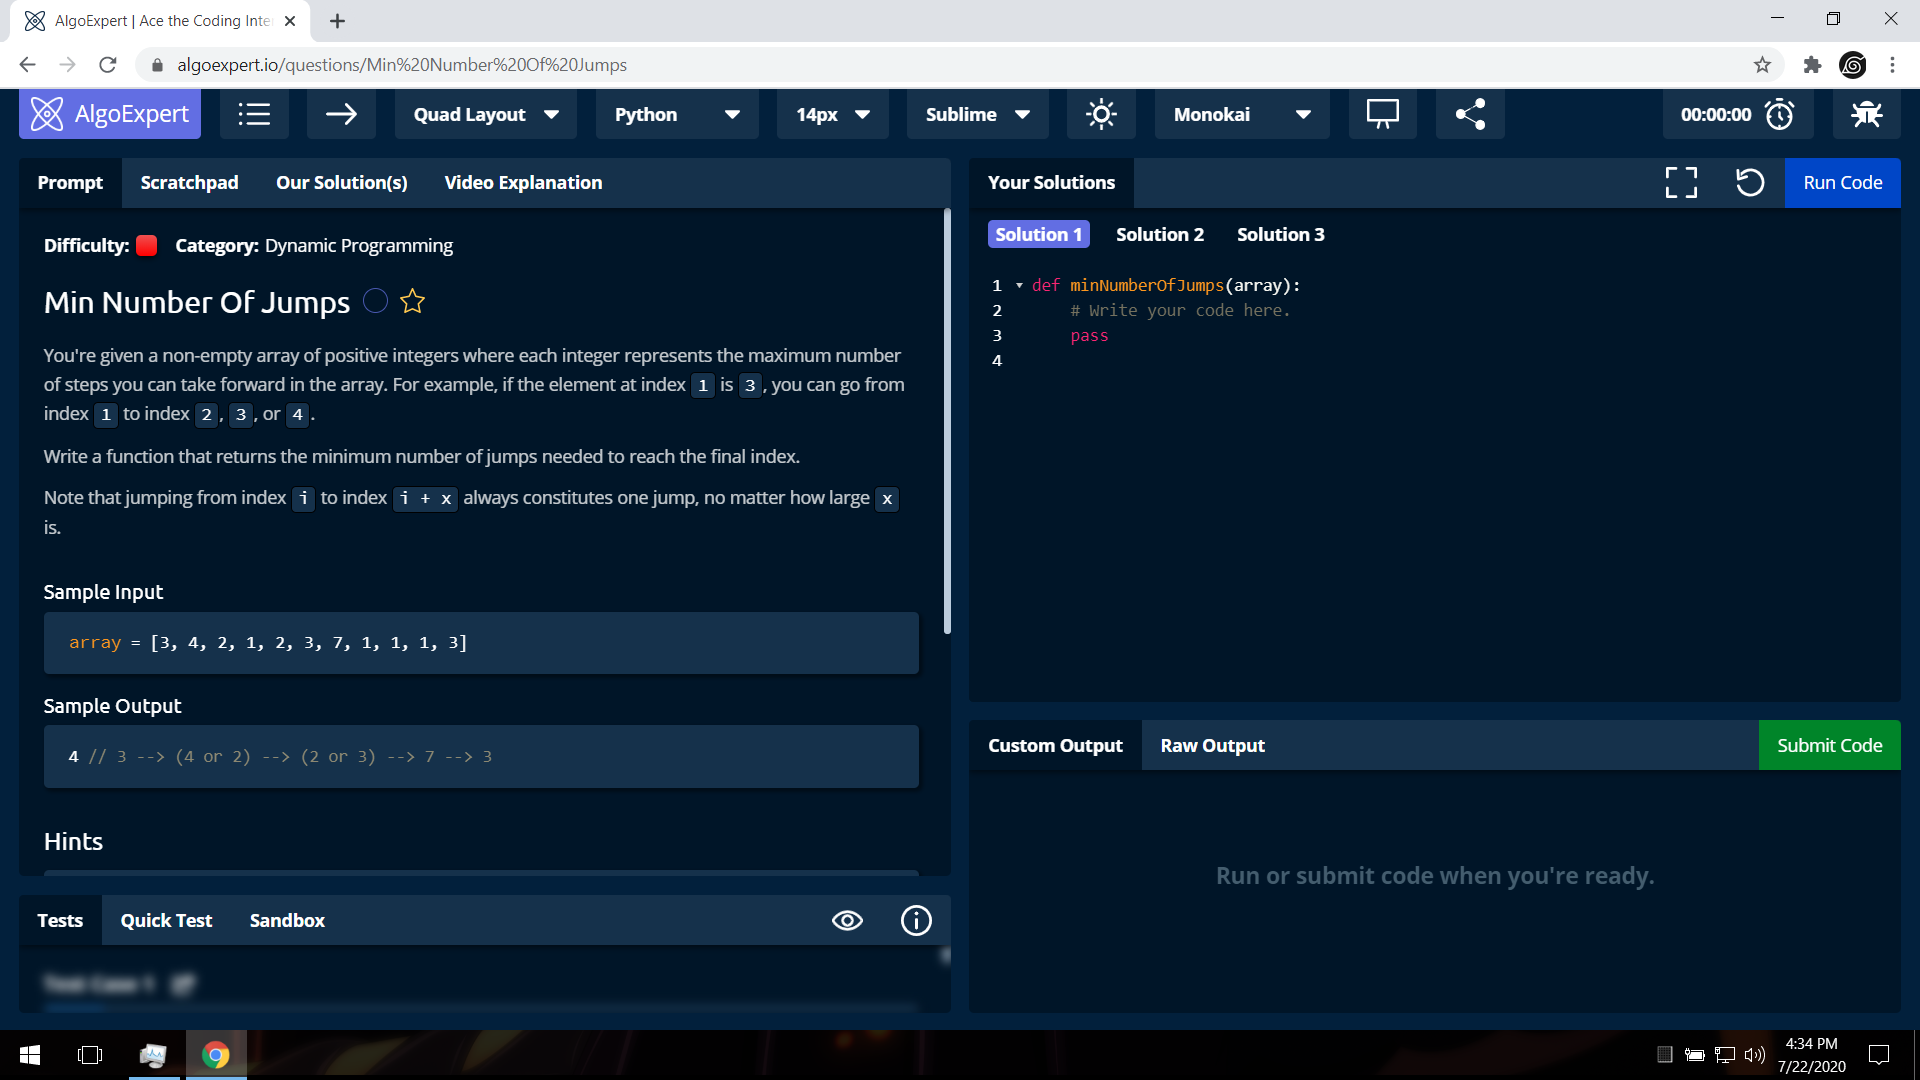 AlgoExpert | Ace the Coding Inter
algoexpert.io/questions/Min%20Number%20Of%20Jumps
AlgoExpert
Quad Layout
Python
14px
Sublime
Monokai
00:00:00
Prompt
Scratchpad
Our Solution(s)
Video Explanation
Difficulty:
Category: Dynamic Programming
Min Number Of Jumps
You're given a non-empty array of positive integers where each integer represents the maximum number
of steps you can take forward in the array. For example, if the element at index 1 is 3, you can go from
index 1 to index 2, 3, or 4.
Write a function that returns the minimum number of jumps needed to reach the final index.
Note that jumping from index i to index i + x always constitutes one jump, no matter how large x
is.
Sample Input
array = [3, 4, 2, 1, 2, 3, 7, 1, 1, 1, 3]
Sample Output
4 // 3 --> (4 or 2) --> (2 or 3) --> 7 --> 3
Hints
Tests
Quick Test
Sandbox
Test Case 1
Your Solutions
Run Code
Solution 1
Solution 2
Solution 3
1 def minNumberOfJumps(array):
2 # Write your code here.
3 pass
4
Custom Output
Raw Output
Submit Code
Run or submit code when you're ready.
4:34 PM
7/22/2020